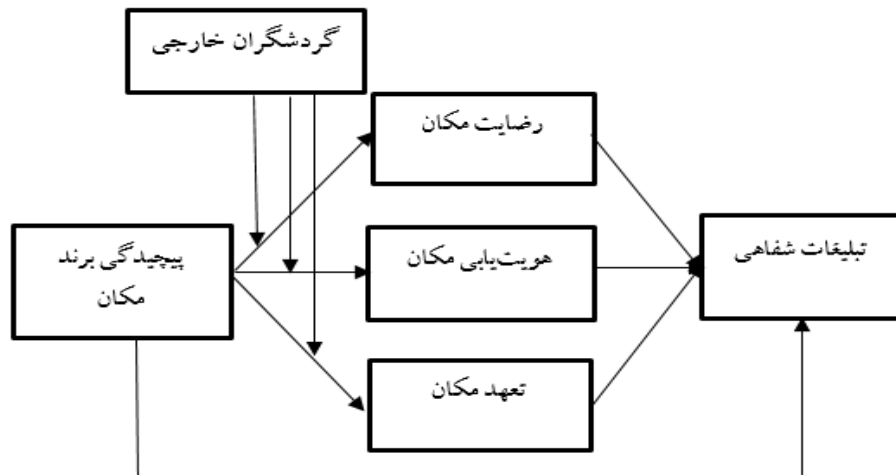 گردشگران خارجی
رضایت مکان
پیچیدگی برند
مکان
هویت‌یابی مکان
تبلیغات شفاهی
تعهد مکان